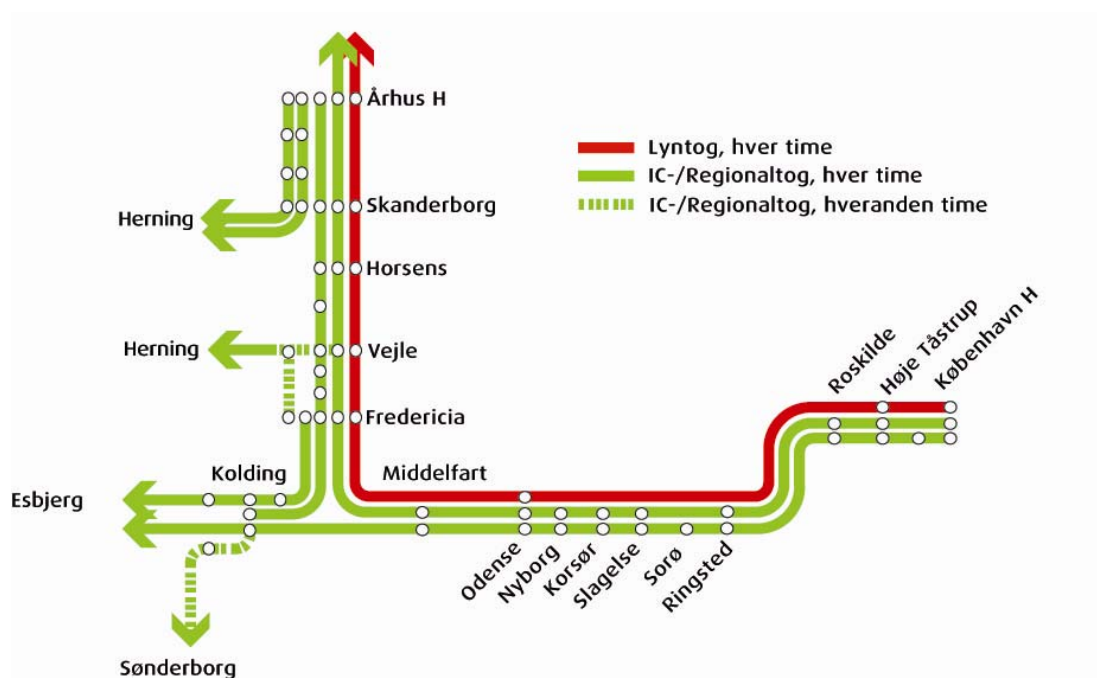 Århus H
Lyntog, hver time
IC-/Regionaltog, hver time
IC-/Regionaltog, hveranden time
Skanderborg
Herning
Horsens
Herning
Vejle
Roskilde
Høje Tåstrup
København H
Fredericia
Kolding
Middelfart
Esbjerg
Odense
Nyborg
Korsør
Slagelse
Sorø
Ringsted
Sønderborg